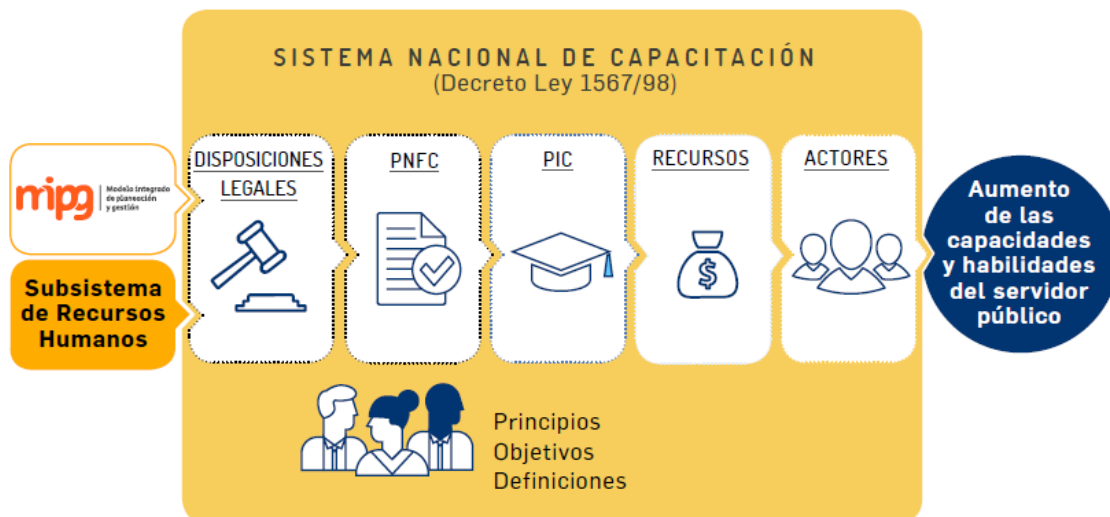 SISTEMA NACIONAL DE CAPACITACIÓN
(Decreto Ley 1567/98)
mipg
Modelo integrado
de planeación
y gestión
Subsistema
de Recursos
Humanos
DISPOSICIONES
LEGALES
PNFC
PIC
RECURSOS
$
ACTORES
Aumento
de las
capacidades
y habilidades
del servidor
público
Principios
Objetivos
Definiciones